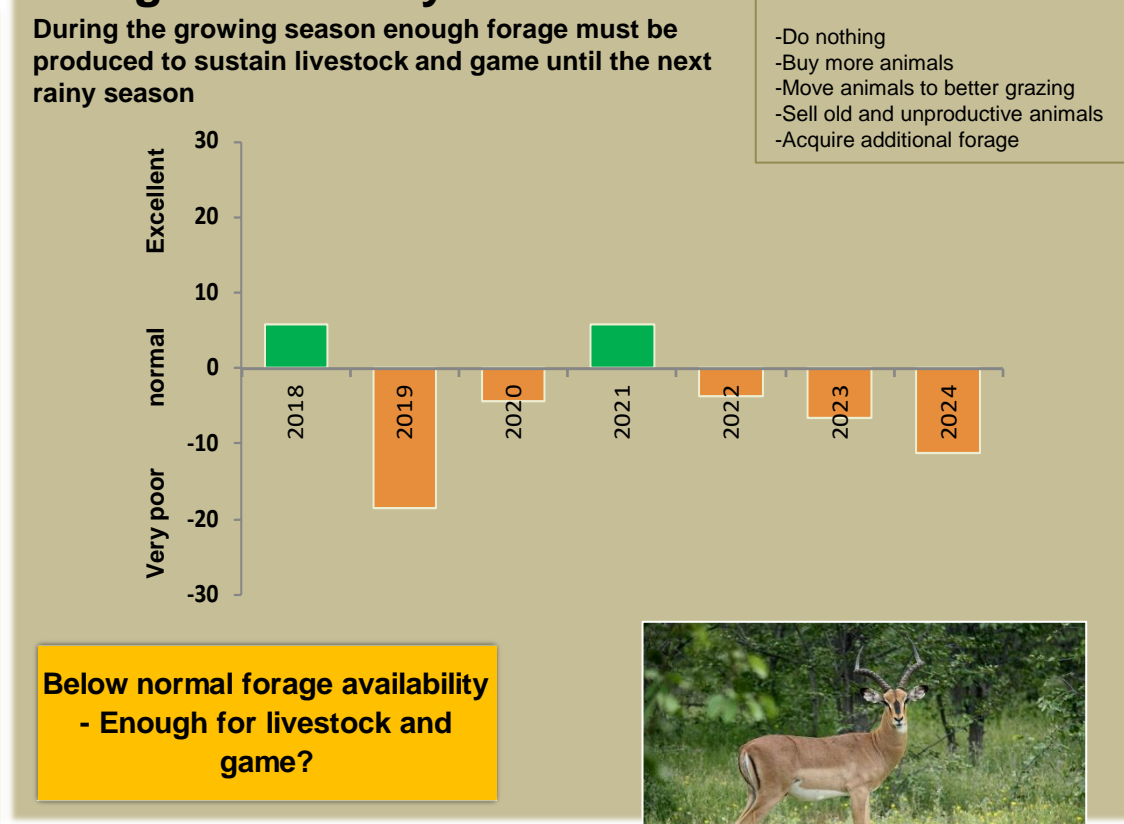 During the growing season enough forage must be
produced to sustain livestock and game until the next
rainy season
-Do nothing
-Buy more animals
-Move animals to better grazing
-Sell old and unproductive animals
-Acquire additional forage
Excellent
normal
Very poor
30
20
10
0
-10
-20
-30
2018
2019
2020
2021
2022
2023
2024
Below normal forage availability
- Enough for livestock and
game?